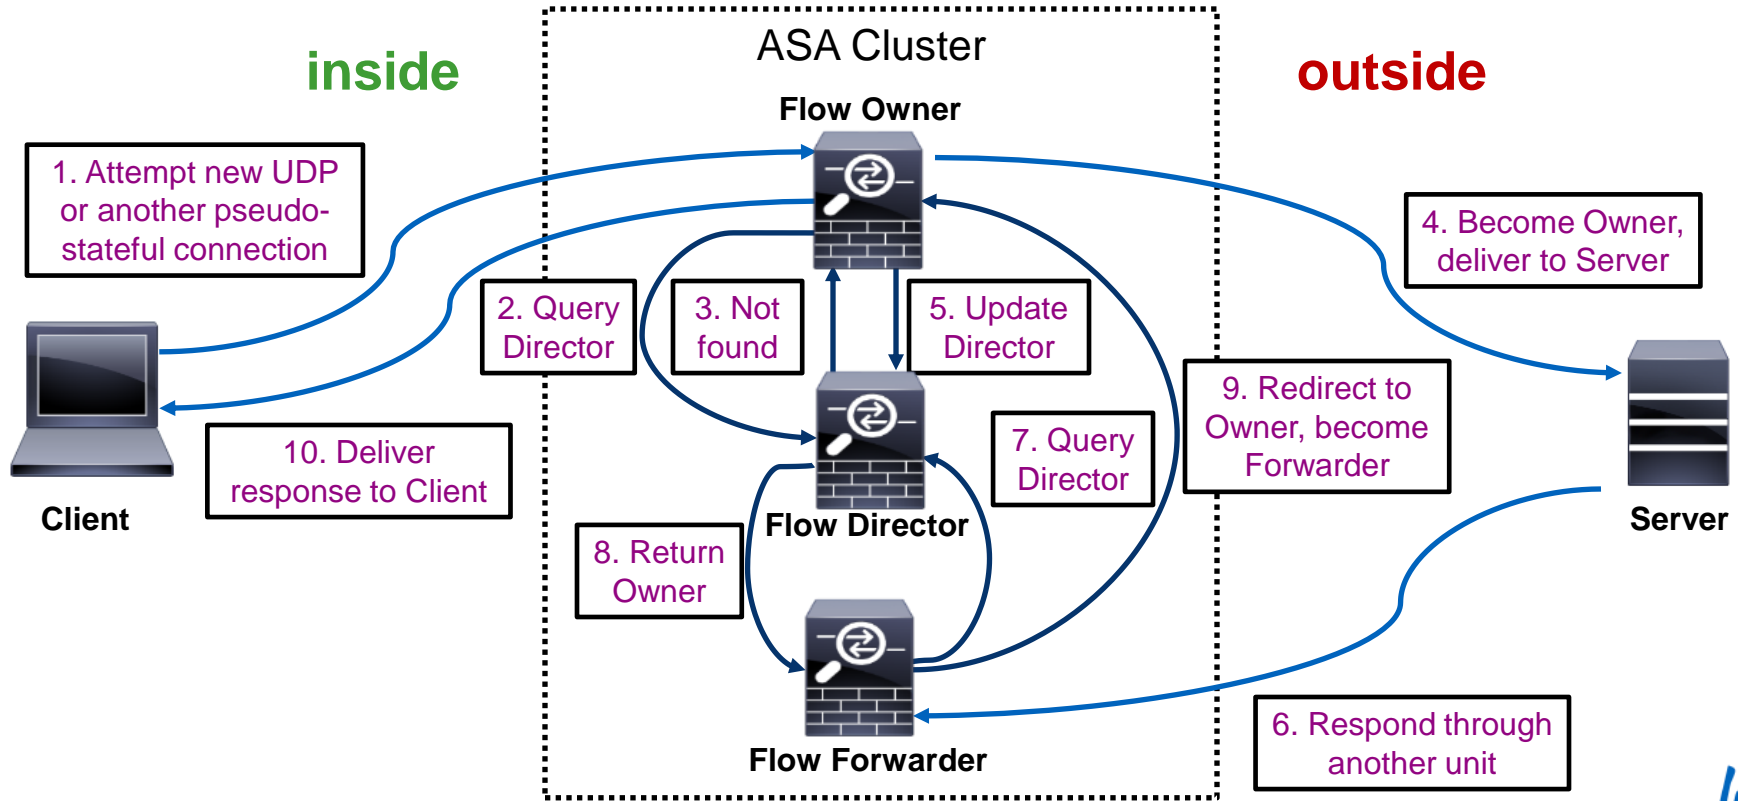 ASA Cluster
inside
outside
Flow Owner
1. Attempt new UDP
or another pseudo-
stateful connection
4. Become Owner,
deliver to Server
2. Query
Director
3. Not
found
5. Update
Director
9. Redirect to
Owner, become
Forwarder
7. Query
Director
10. Deliver
response to Client
Client
Flow Director
Server
8. Return
Owner
6. Respond through
another unit
Flow Forwarder